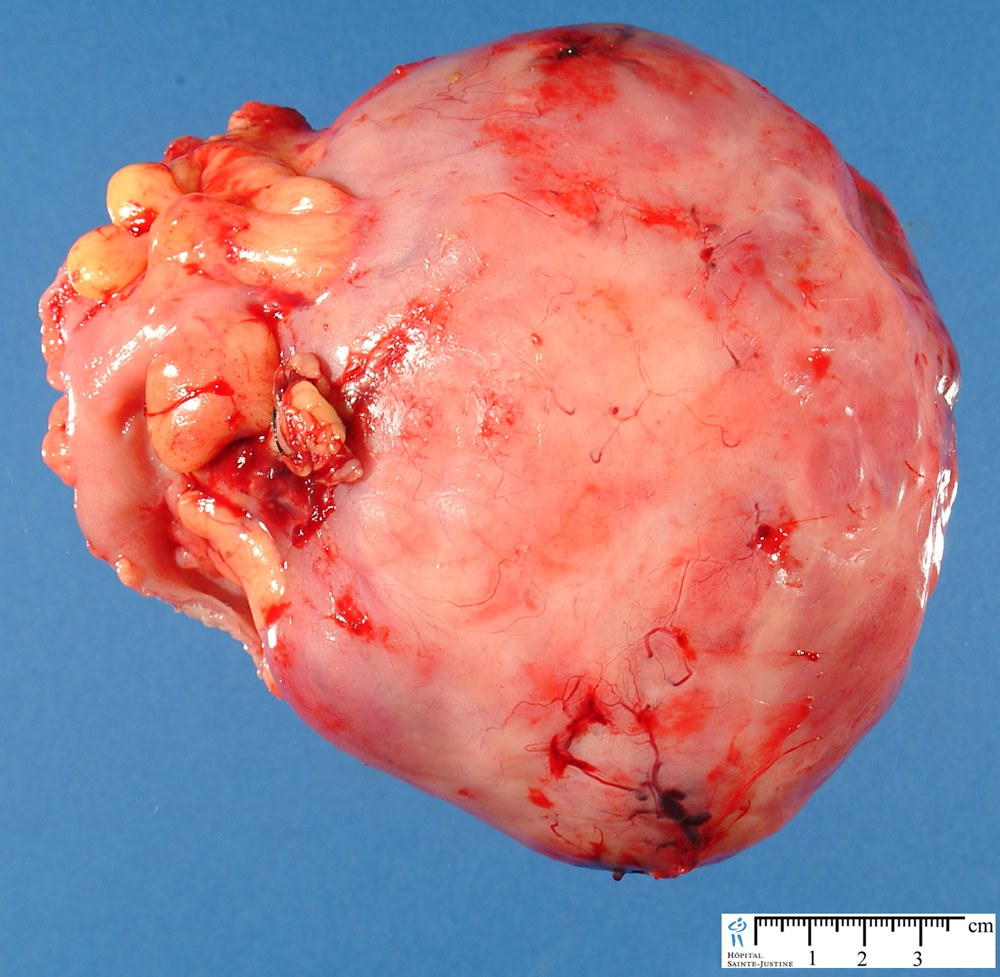 cm
HÔPITAL
SAINTE-JUSTINE
1 2 3